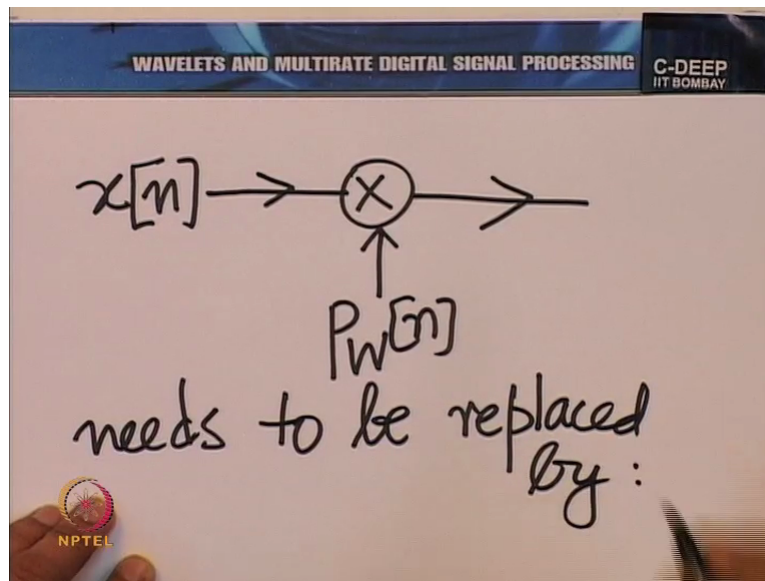 WAVELETS AND MULTIRATE DIGITAL SIGNAL PROCESSING
C-DEEP
IIT BOMBAY
x[n] X
Pw[n]
needs to be replaced
by:
NPTEL